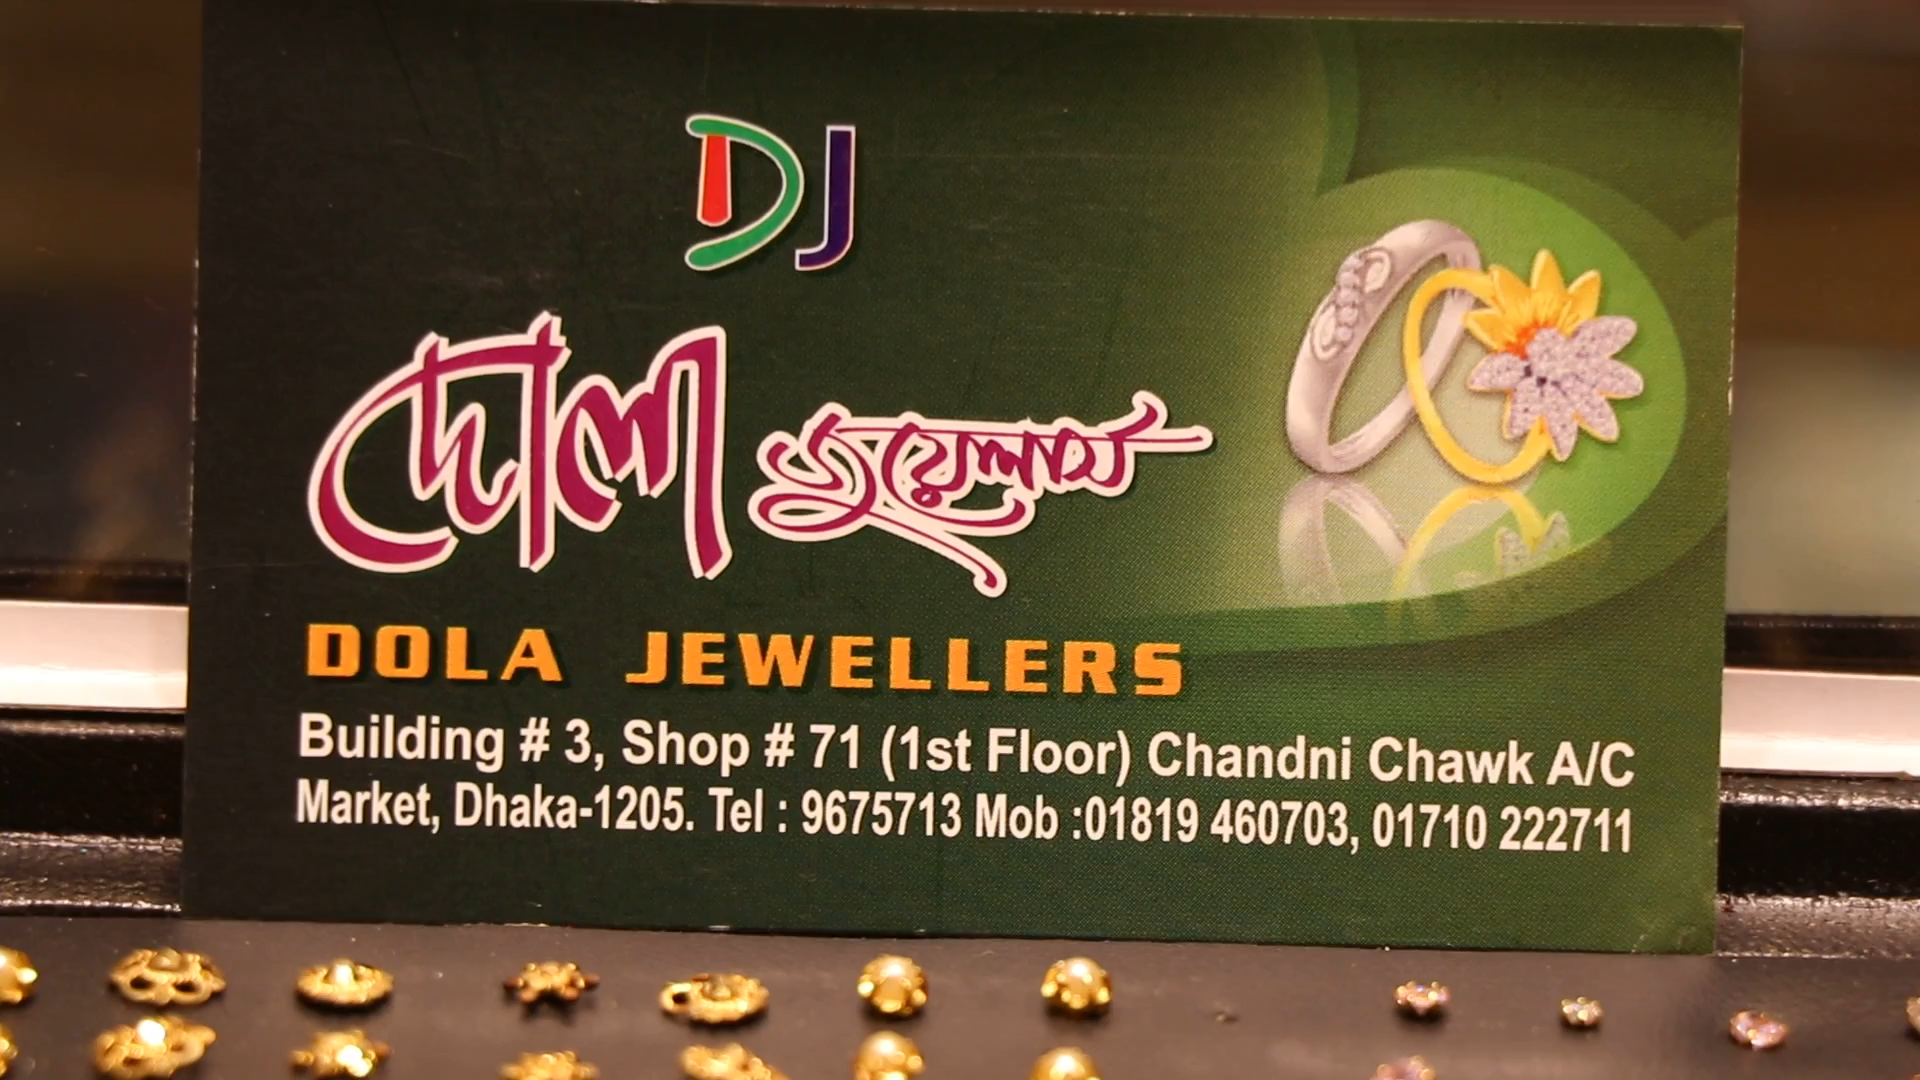 DJ
দোলা জুয়েলার্স
DOLA JEWELLERS
Building # 3, Shop # 71 (1st Floor) Chandni Chawk A/C
Market, Dhaka-1205. Tel : 9675713 Mob :01819 460703, 01710 222711